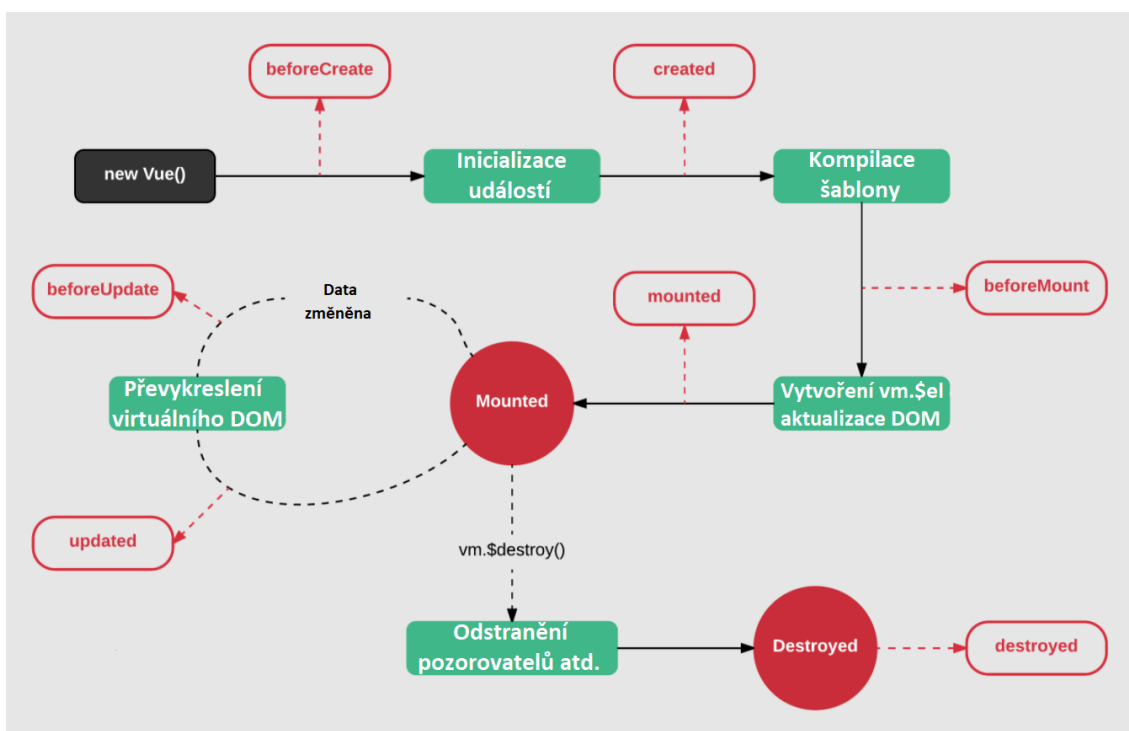 beforeCreate
created
new Vue()
Inicializace
událostí
Kompilace
šablony
beforeUpdate
Data
změněna
mounted
beforeMount
Převykreslení
virtuálního DOM
Mounted
Vytvoření vm.$el
aktualizace DOM
updated
vm.$destroy()
Odstranění
pozorovatelů atd.
Destroyed
destroyed